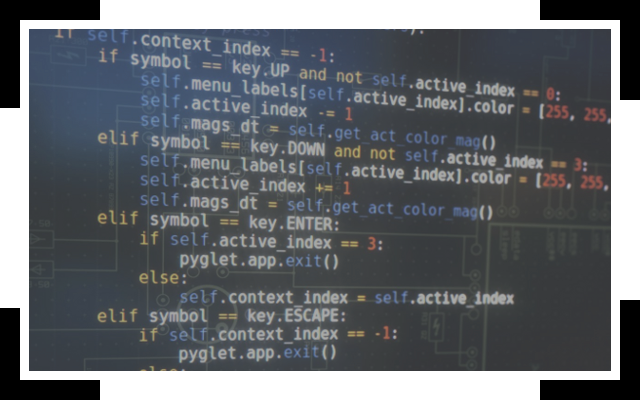 if self.context_index == -1:
if symbol == key.UP and not self.active_index == 0:
self.menu_labels[self.active_index].color = [255, 255,
self.active_index -= 1
self.mags_dt = self.get_act_color_mag()
elif symbol == key.DOWN and not self.active_index == 3:
self.menu_labels[self.active_index].color = [255, 255,
self.active_index += 1
self.mags_dt = self.get_act_color_mag()
elif symbol == key.ENTER:
if self.active_index == 3:
pyglet.app.exit()
else:
self.context_index = self.active_index
elif symbol == key.ESCAPE:
if self.context_index == -1:
pyglet.app.exit()
else: